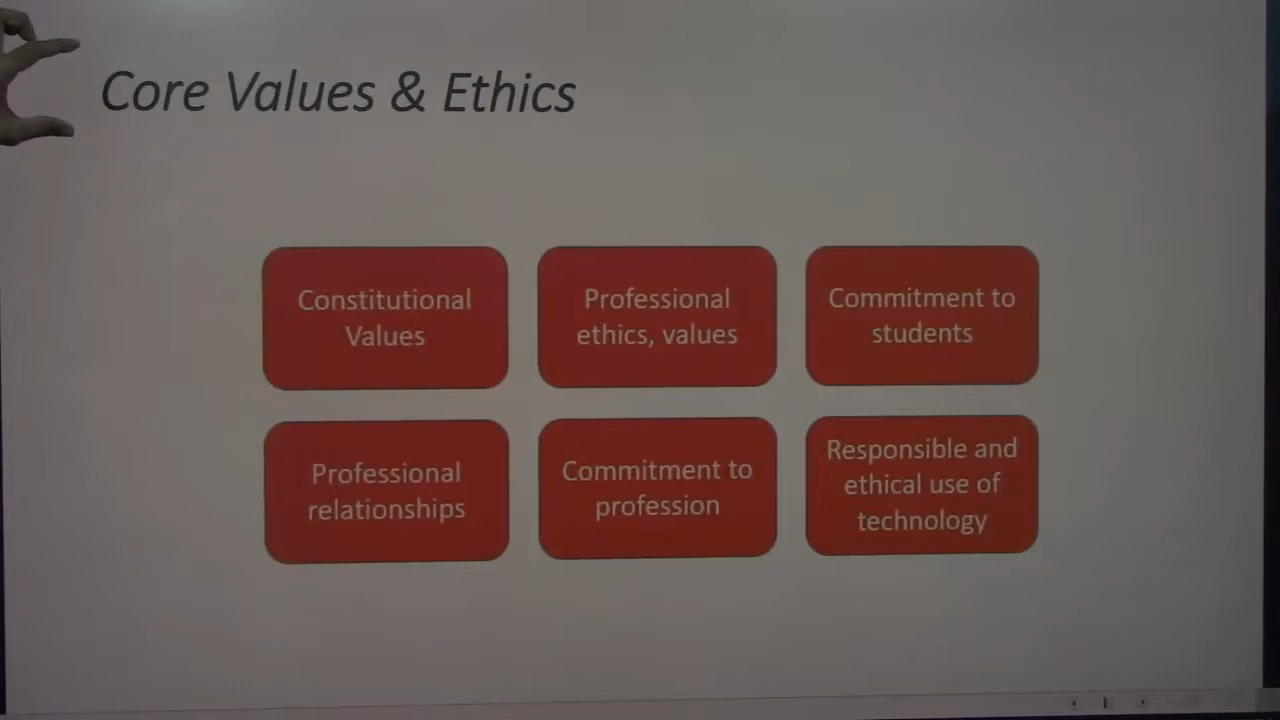 Core Values & Ethics
Constitutional
Values
Professional
ethics, values
Commitment to
students
Professional
relationships
Commitment to
profession
Responsible and
ethical use of
technology